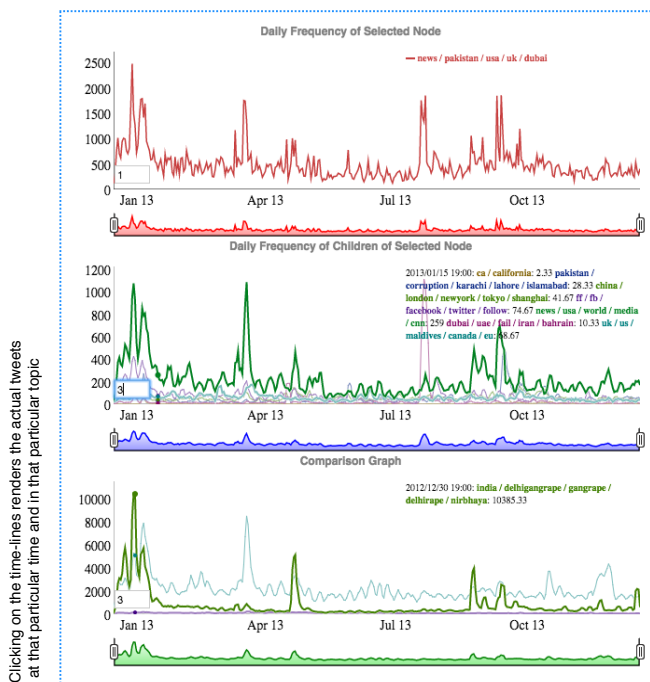 Clicking on the time-lines renders the actual tweets
at that particular time and in that particular topic
Daily Frequency of Selected Node
news / pakistan / usa / uk / dubai
2500
2000
1500
1000
500
0
1
Jan 13 Apr 13 Jul 13 Oct 13
Daily Frequency of Children of Selected Node
2013/01/15 19:00: ca / california: 2.33 pakistan /
corruption / karachi / lahore / islamabad: 28.33 china /
london / newyork / tokyo / shanghai: 41.67 ff / fb /
facebook / twitter / follow: 74.67 news / usa / world / media
/ cnn: 259 dubai / uae / fail / iran / bahrain: 10.33 uk / us /
maldives / canada / eu: 68.67
1200
1000
800
600
400
200
0
3
Jan 13 Apr 13 Jul 13 Oct 13
Comparison Graph
2012/12/30 19:00: india / delhigangrape / gangrape /
delhirape / nirbhaya: 10385.33
10000
8000
6000
4000
2000
0
3
Jan 13 Apr 13 Jul 13 Oct 13